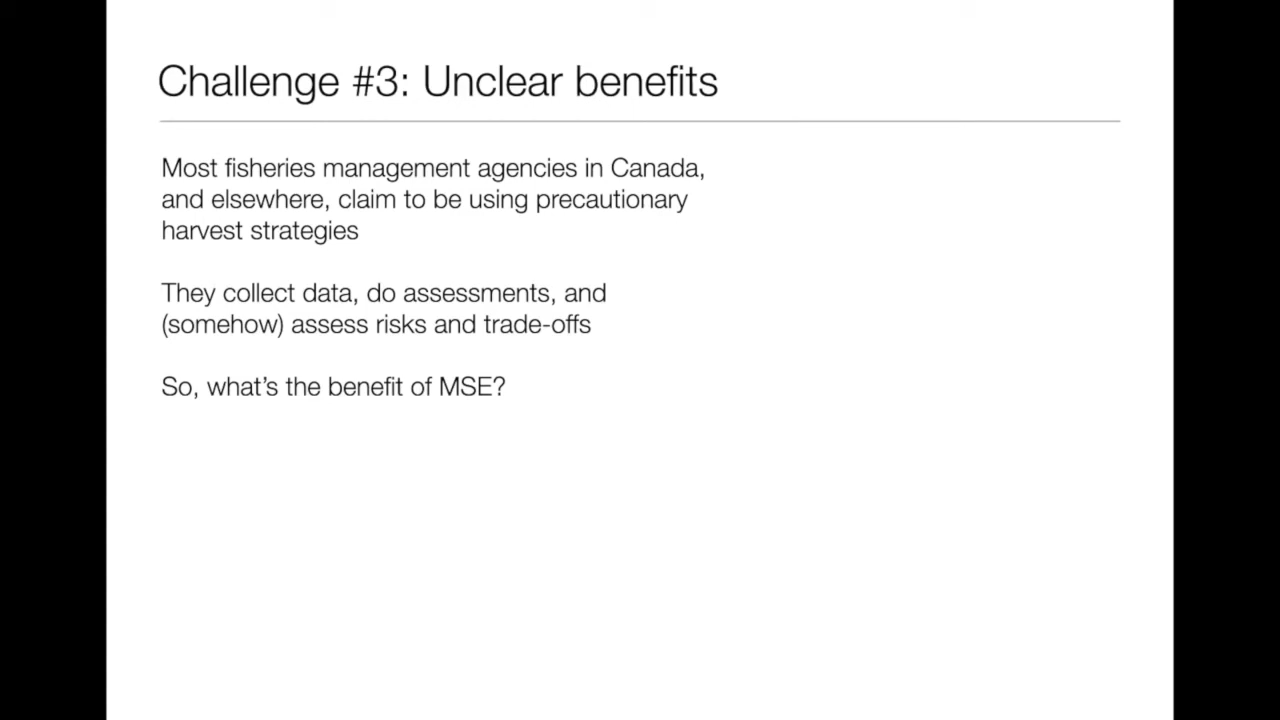 Challenge #3: Unclear benefits
Most fisheries management agencies in Canada,
and elsewhere, claim to be using precautionary
harvest strategies
They collect data, do assessments, and
(somehow) assess risks and trade-offs
So, what's the benefit of MSE?